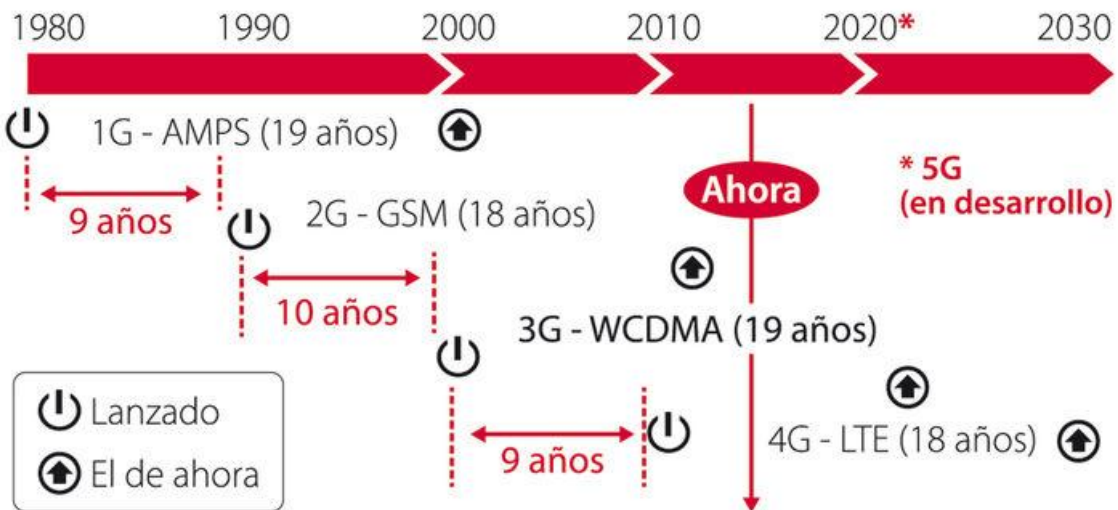 1980 1990 2000 2010 2020* 2030
1G - AMPS (19 años)
9 años
Ahora
* 5G
(en desarrollo)
2G - GSM (18 años)
10 años
3G - WCDMA (19 años)
Lanzado
El de ahora
9 años
4G - LTE (18 años)